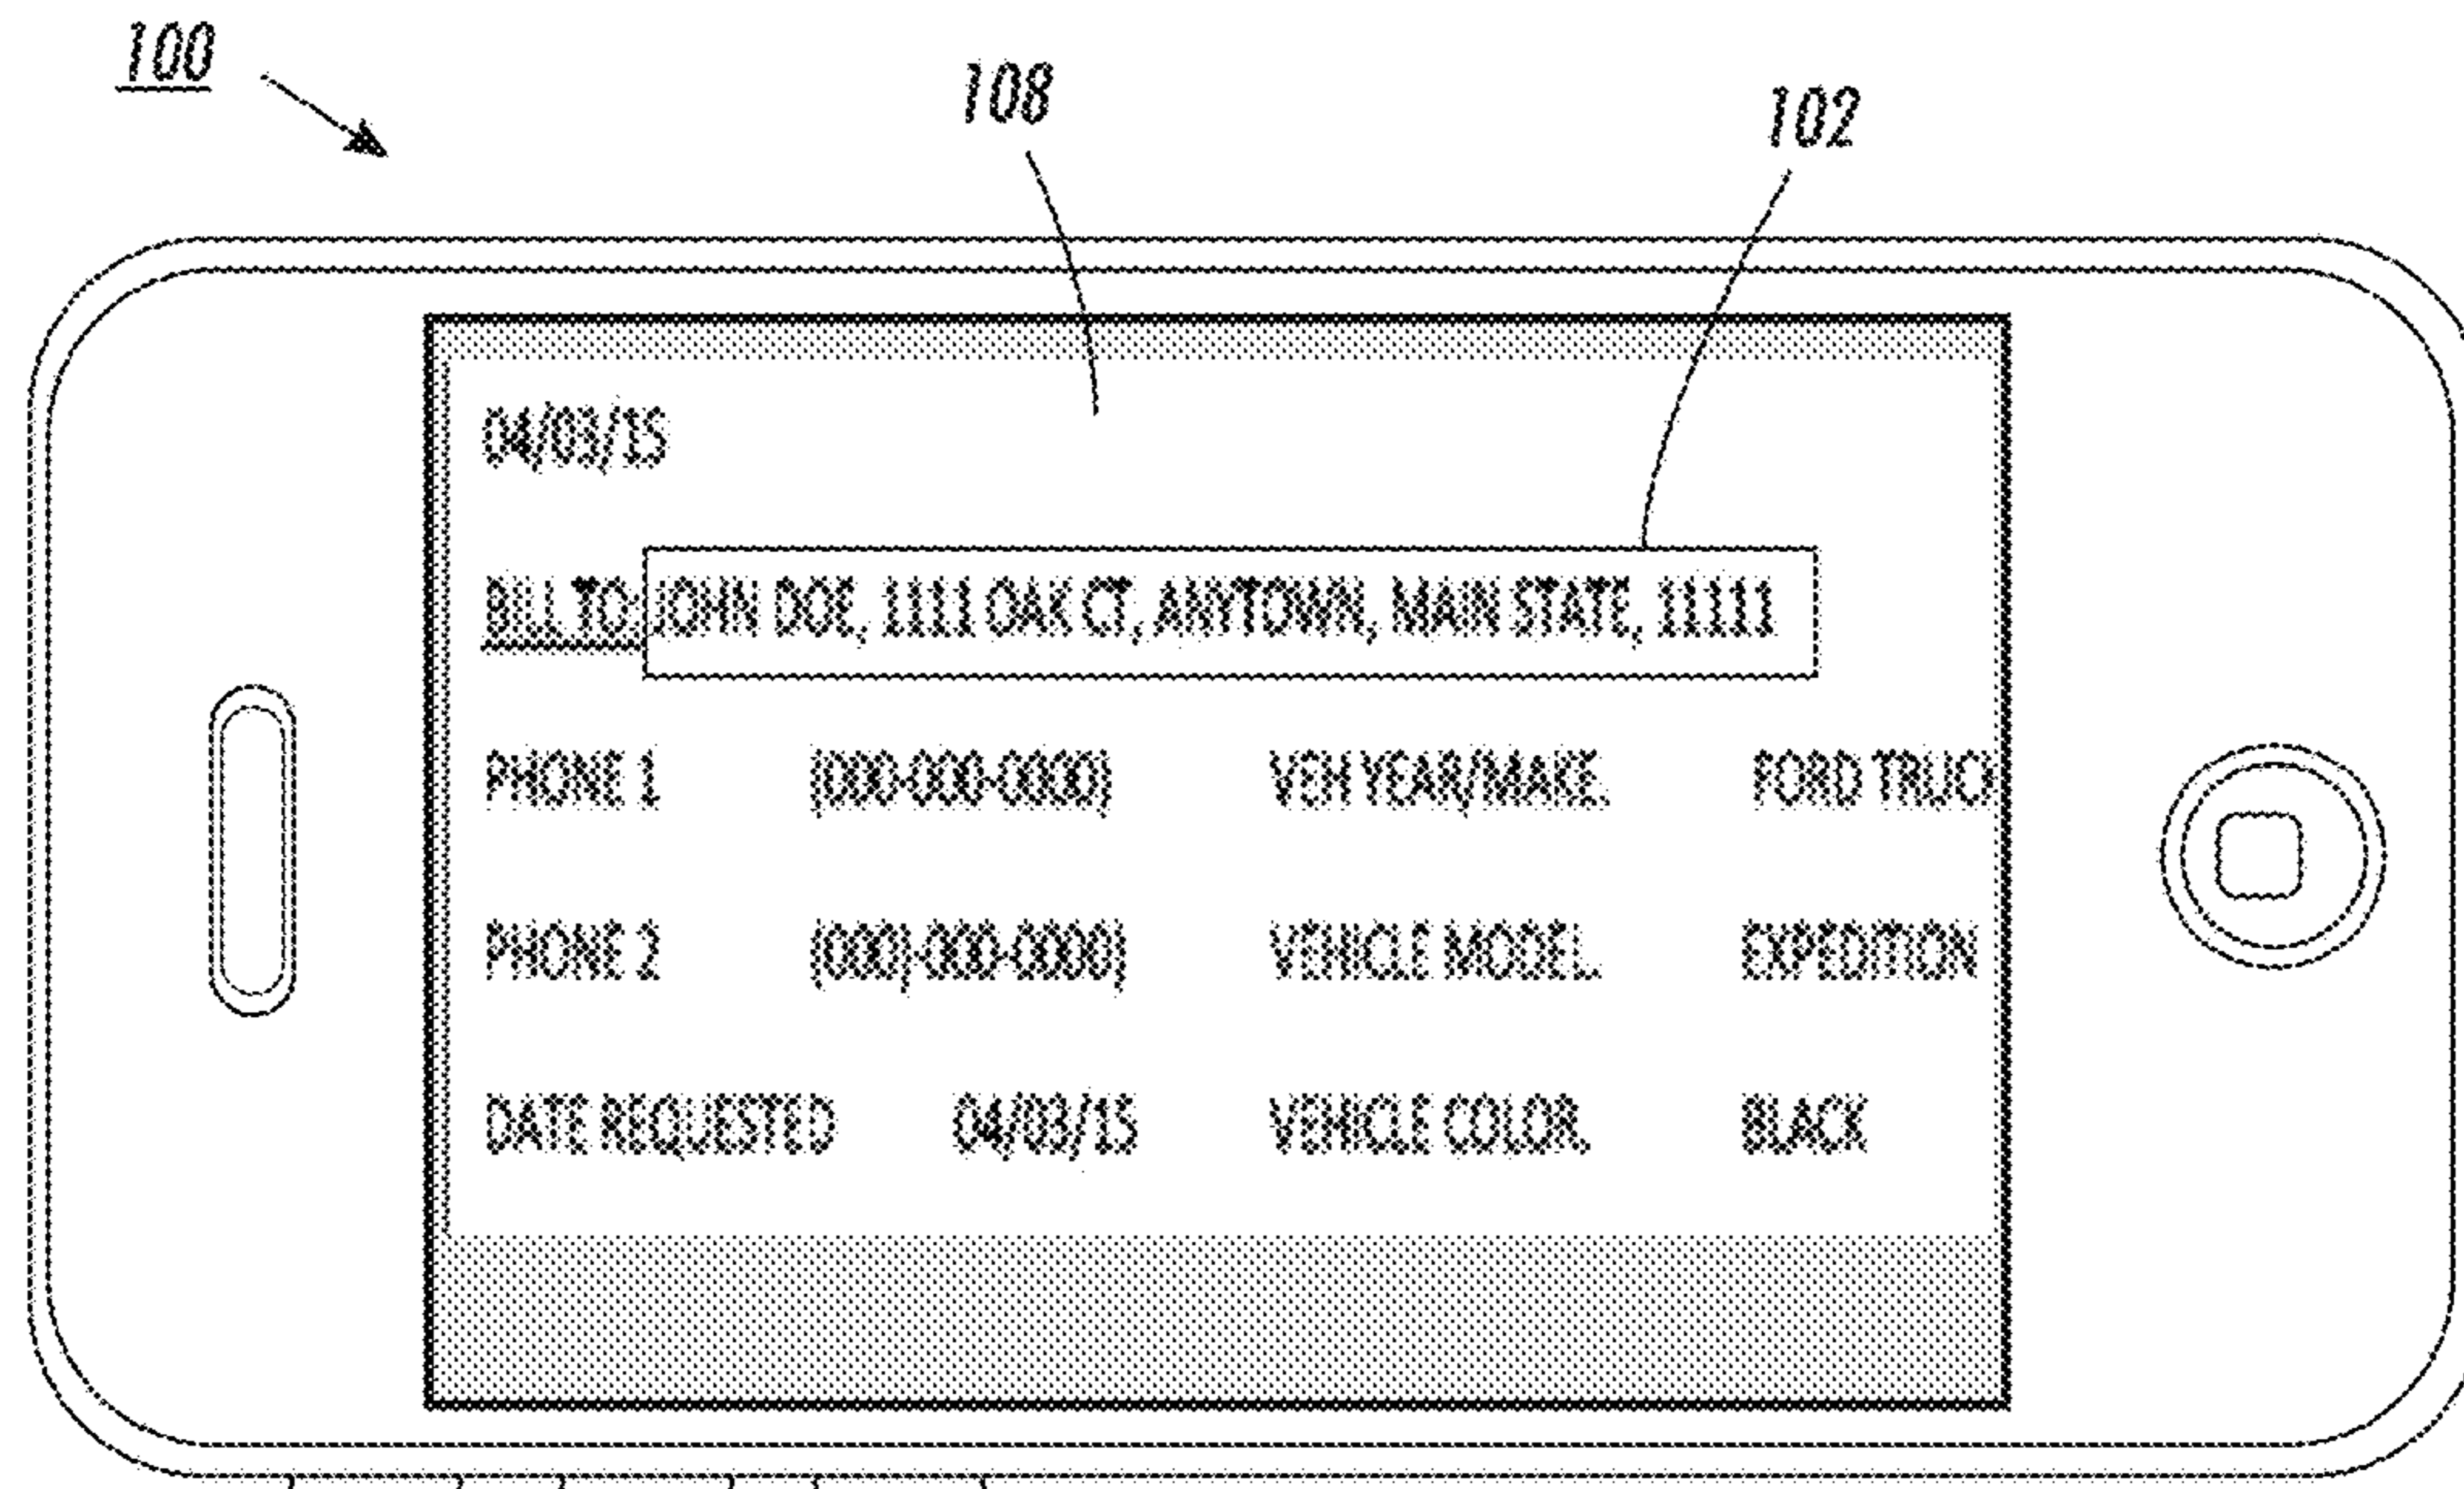 100
108
102
04/03/15
BILL TO: JOHN DOE, 1111 OAK CT, ANYTOWN, MAIN STATE, 11111
PHONE 1 (000-000-0000) VEH YEAR/MAKE. FORD TRUCK
PHONE 2 (000)-000-0000) VEHICLE MODEL. EXPEDITION
DATE REQUESTED 04/03/15 VEHICLE COLOR. BLACK